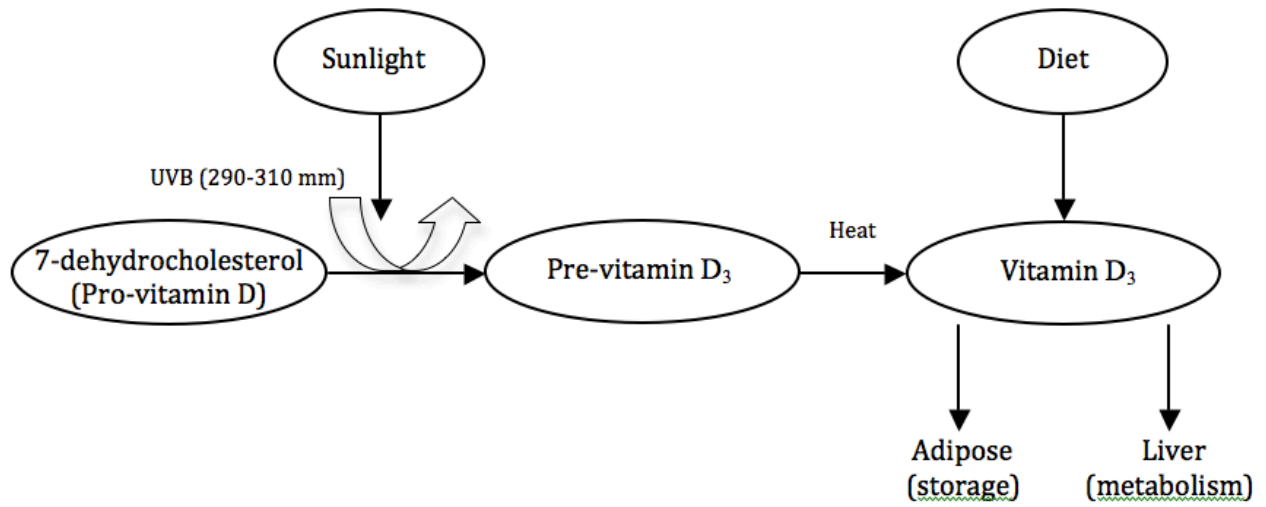 Sunlight
Diet
UVB (290-310 mm)
7-dehydrocholesterol
(Pro-vitamin D)
Pre-vitamin D₃
Heat
Vitamin D₃
Adipose
(storage)
Liver
(metabolism)